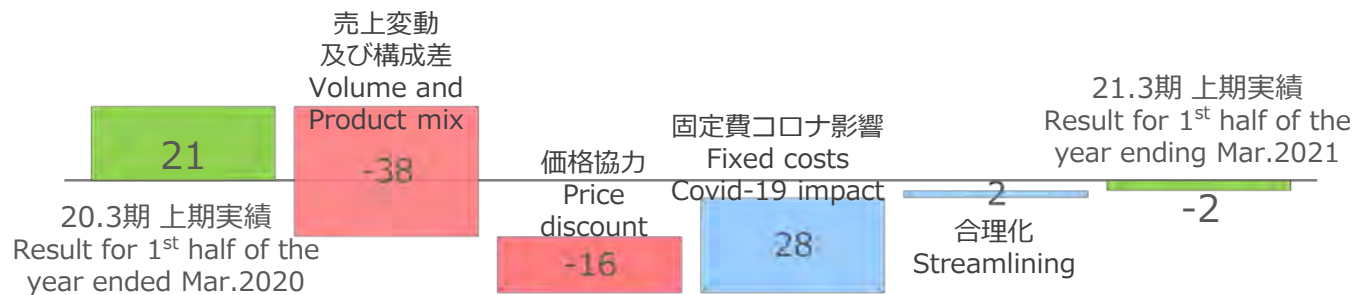 21
20.3期 上期実績
Result for 1st half of the
year ended Mar.2020
売上変動
及び構成差
Volume and
Product mix
-38
価格協力
Price
discount
-16
固定費コロナ影響
Fixed costs
Covid-19 impact
28
2
合理化
Streamlining
21.3期 上期実績
Result for 1st half of the
year ending Mar.2021
-2